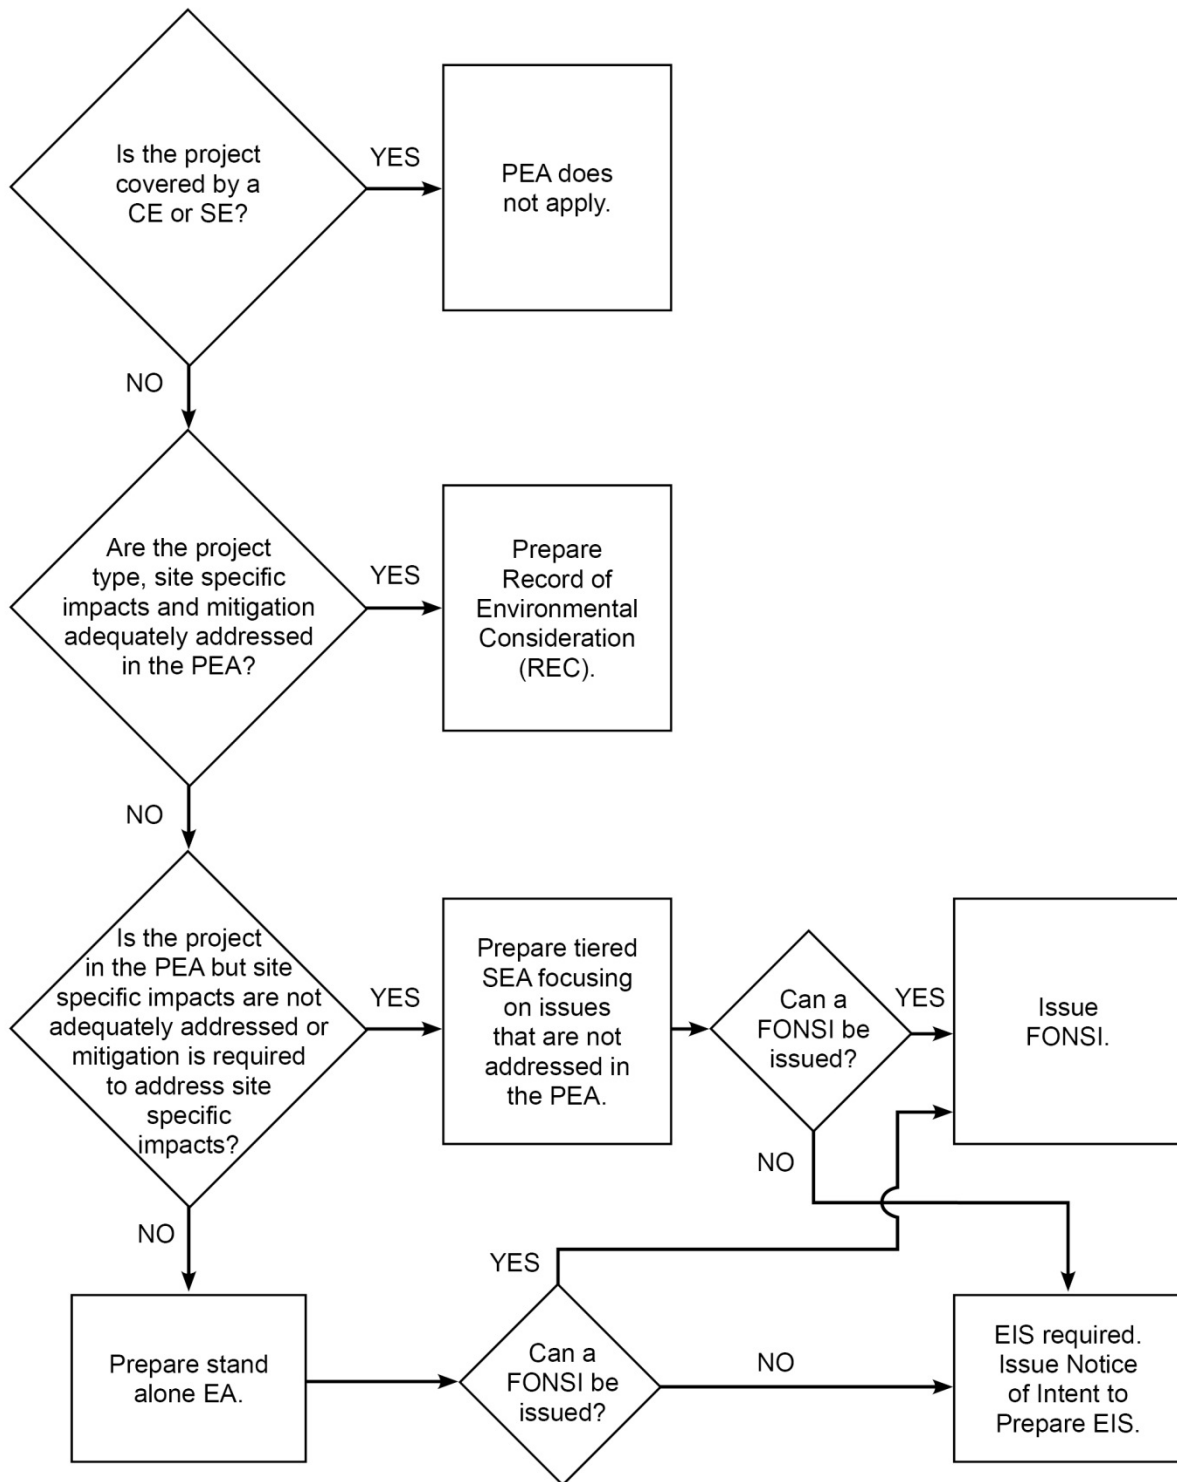 Is the project
covered by a
CE or SE?
YES
PEA does
not apply.
NO
Are the project
type, site specific
impacts and mitigation
adequately addressed
in the PEA?
YES
Prepare
Record of
Environmental
Consideration
(REC).
NO
Is the project
in the PEA but site
specific impacts are not
adequately addressed or
mitigation is required
to address site
specific
impacts?
YES
Prepare tiered
SEA focusing
on issues
that are not
addressed in
the PEA.
Can a
FONSI be
issued?
YES
Issue
FONSI.
NO
NO
Prepare stand
alone EA.
Can a
FONSI be
issued?
YES
NO
EIS required.
Issue Notice
of Intent to
Prepare EIS.